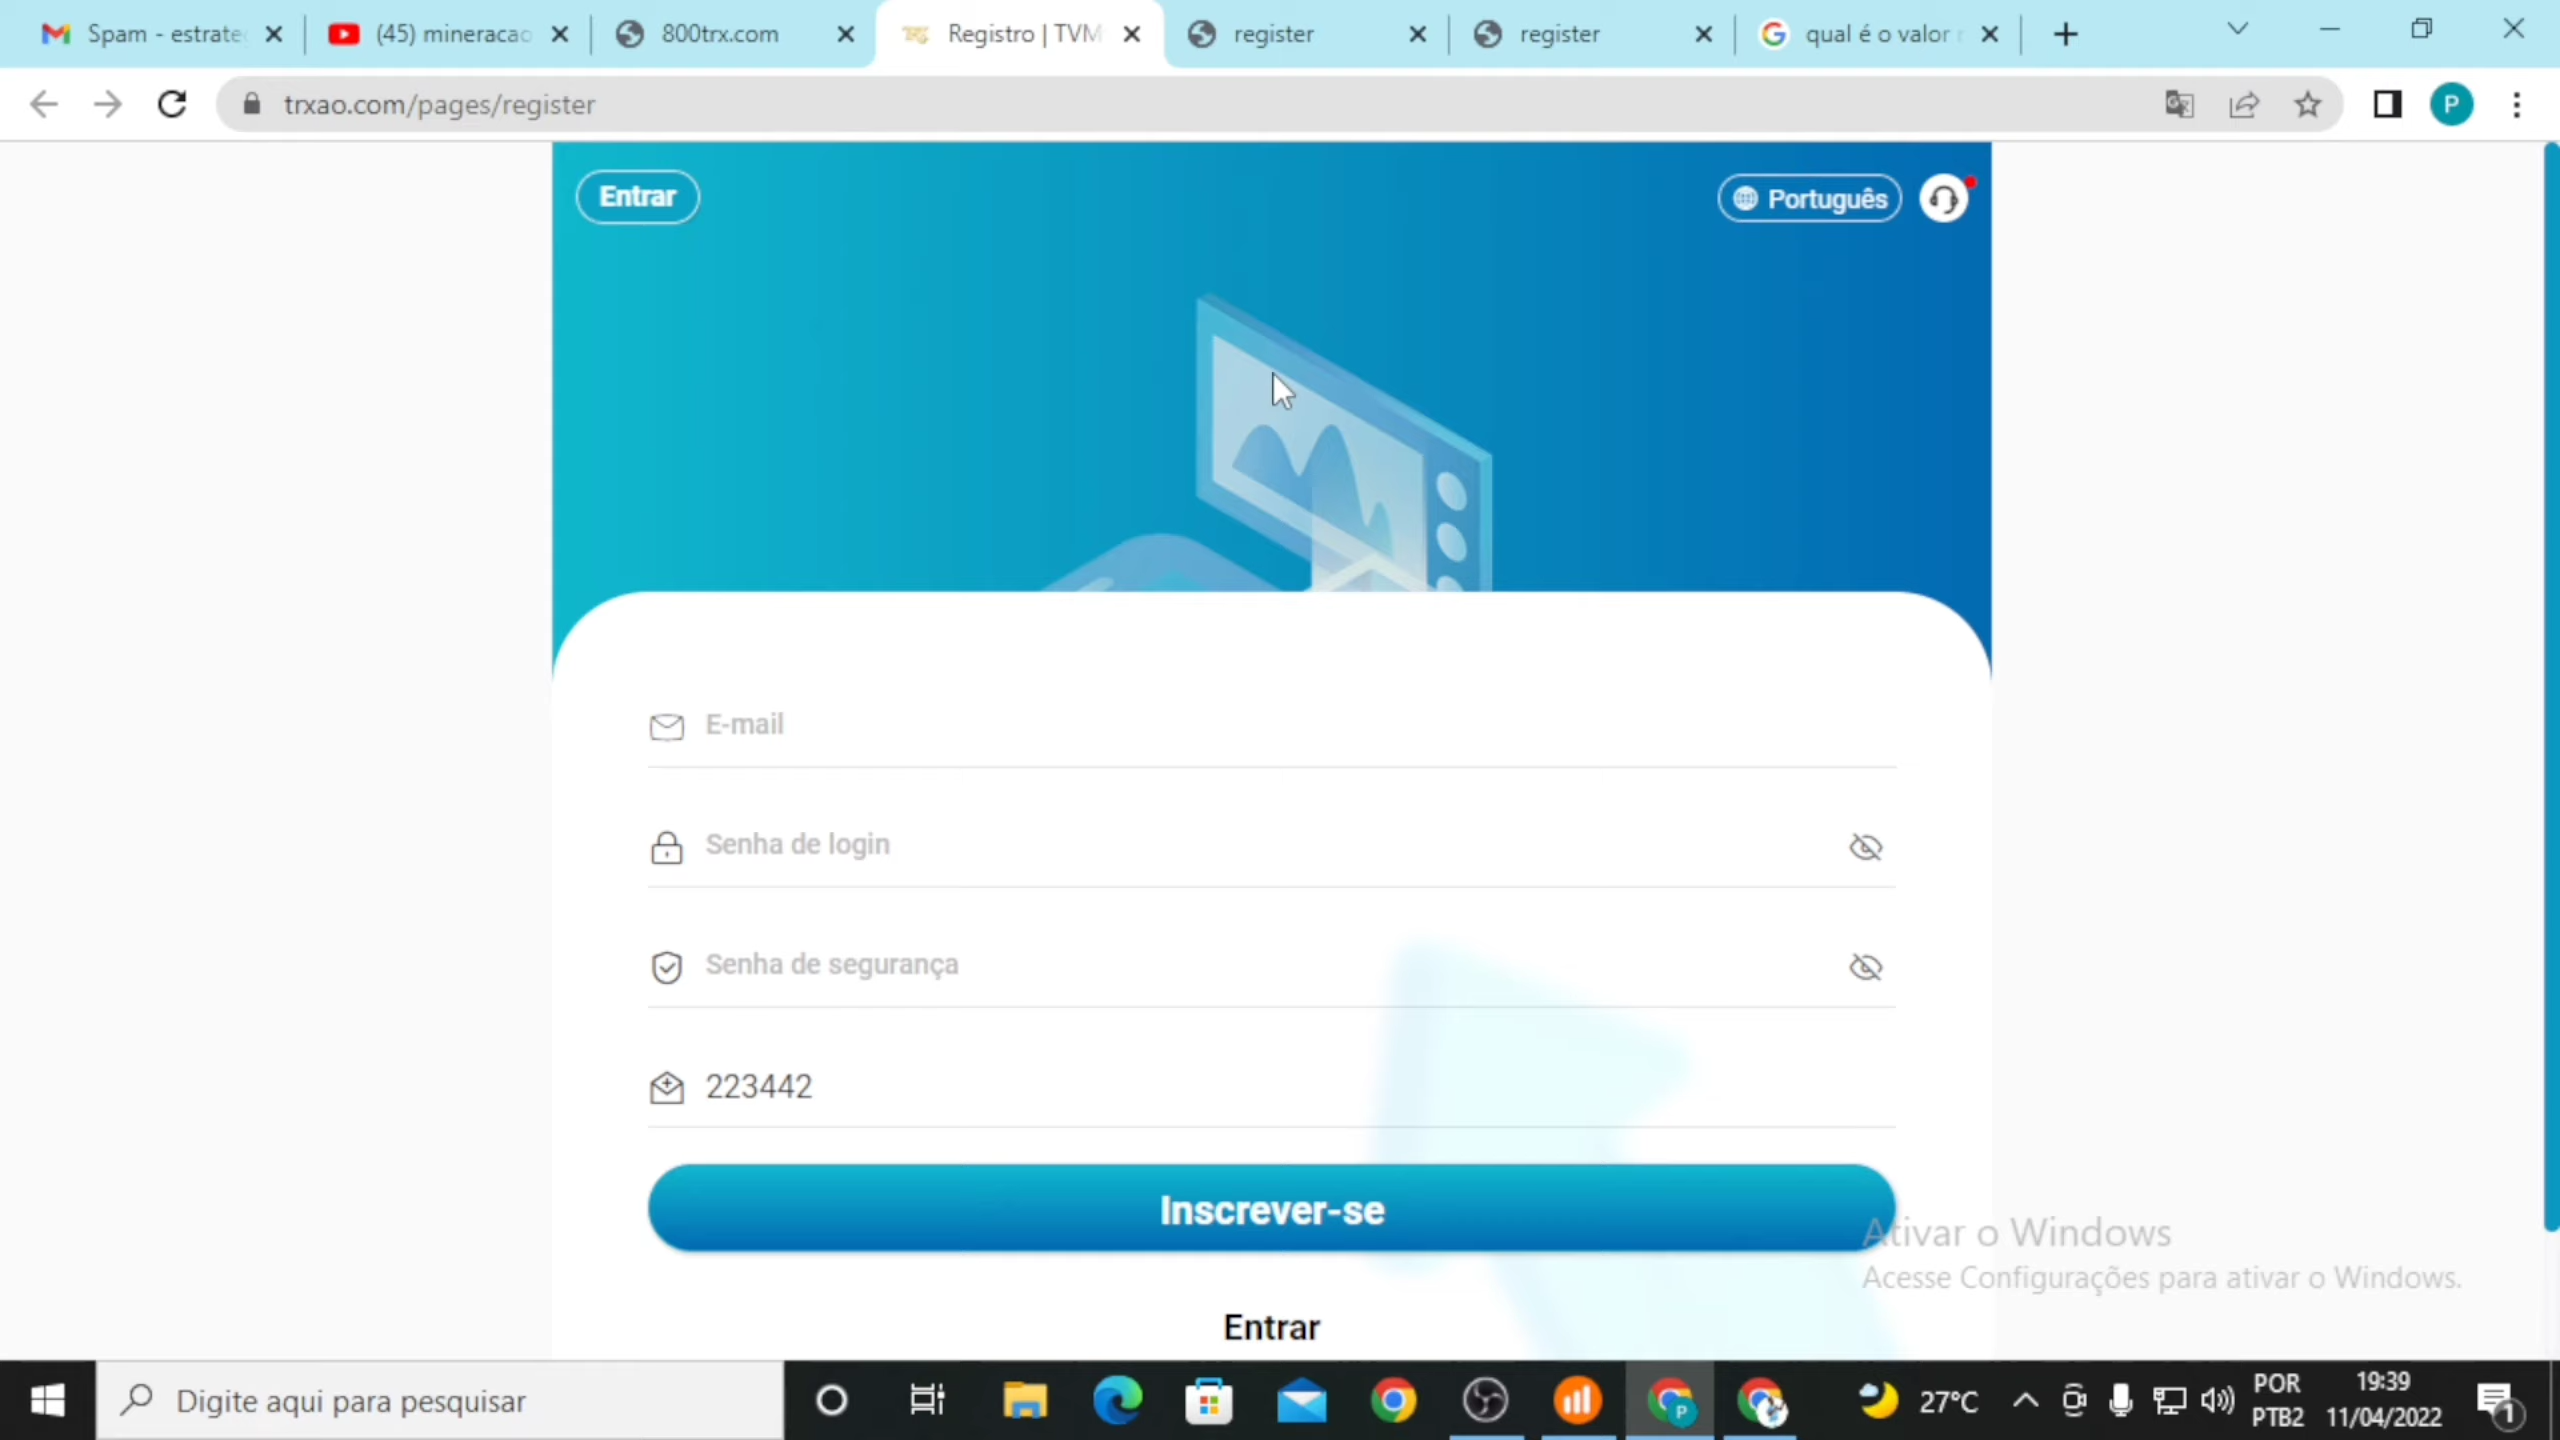 Spam - estrate
(45) mineracao
800trx.com
Registro | TVM
register
register
qual é o valor
trxao.com/pages/register
P
Entrar
Português
E-mail
Senha de login
Senha de segurança
223442
Inscrever-se
Ativar o Windows
Acesse Configurações para ativar o Windows.
Entrar
Digite aqui para pesquisar
P
27°C
POR
PTB2
19:39
11/04/2022
1